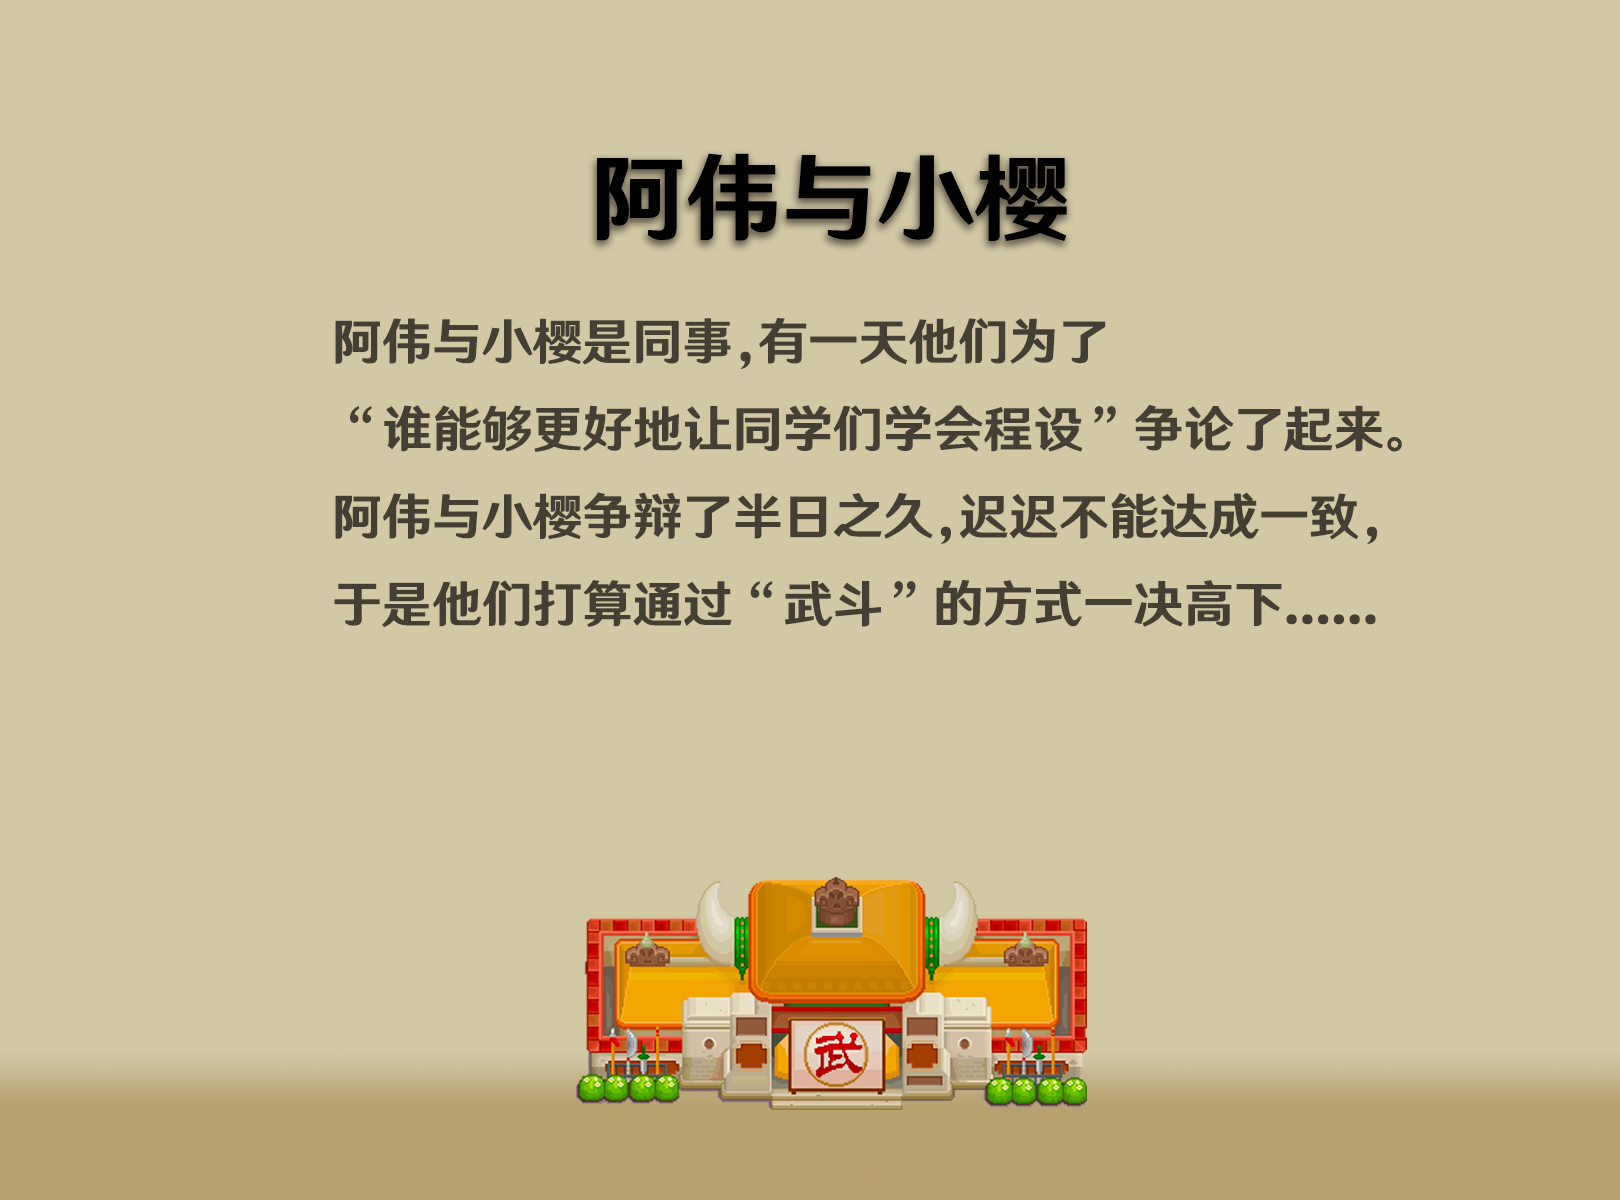 阿伟与小樱
阿伟与小樱是同事,有一天他们为了
“谁能够更好地让同学们学会程设”争论了起来。
阿伟与小樱争辩了半日之久,迟迟不能达成一致,
于是他们打算通过“武斗”的方式一决高下......
武